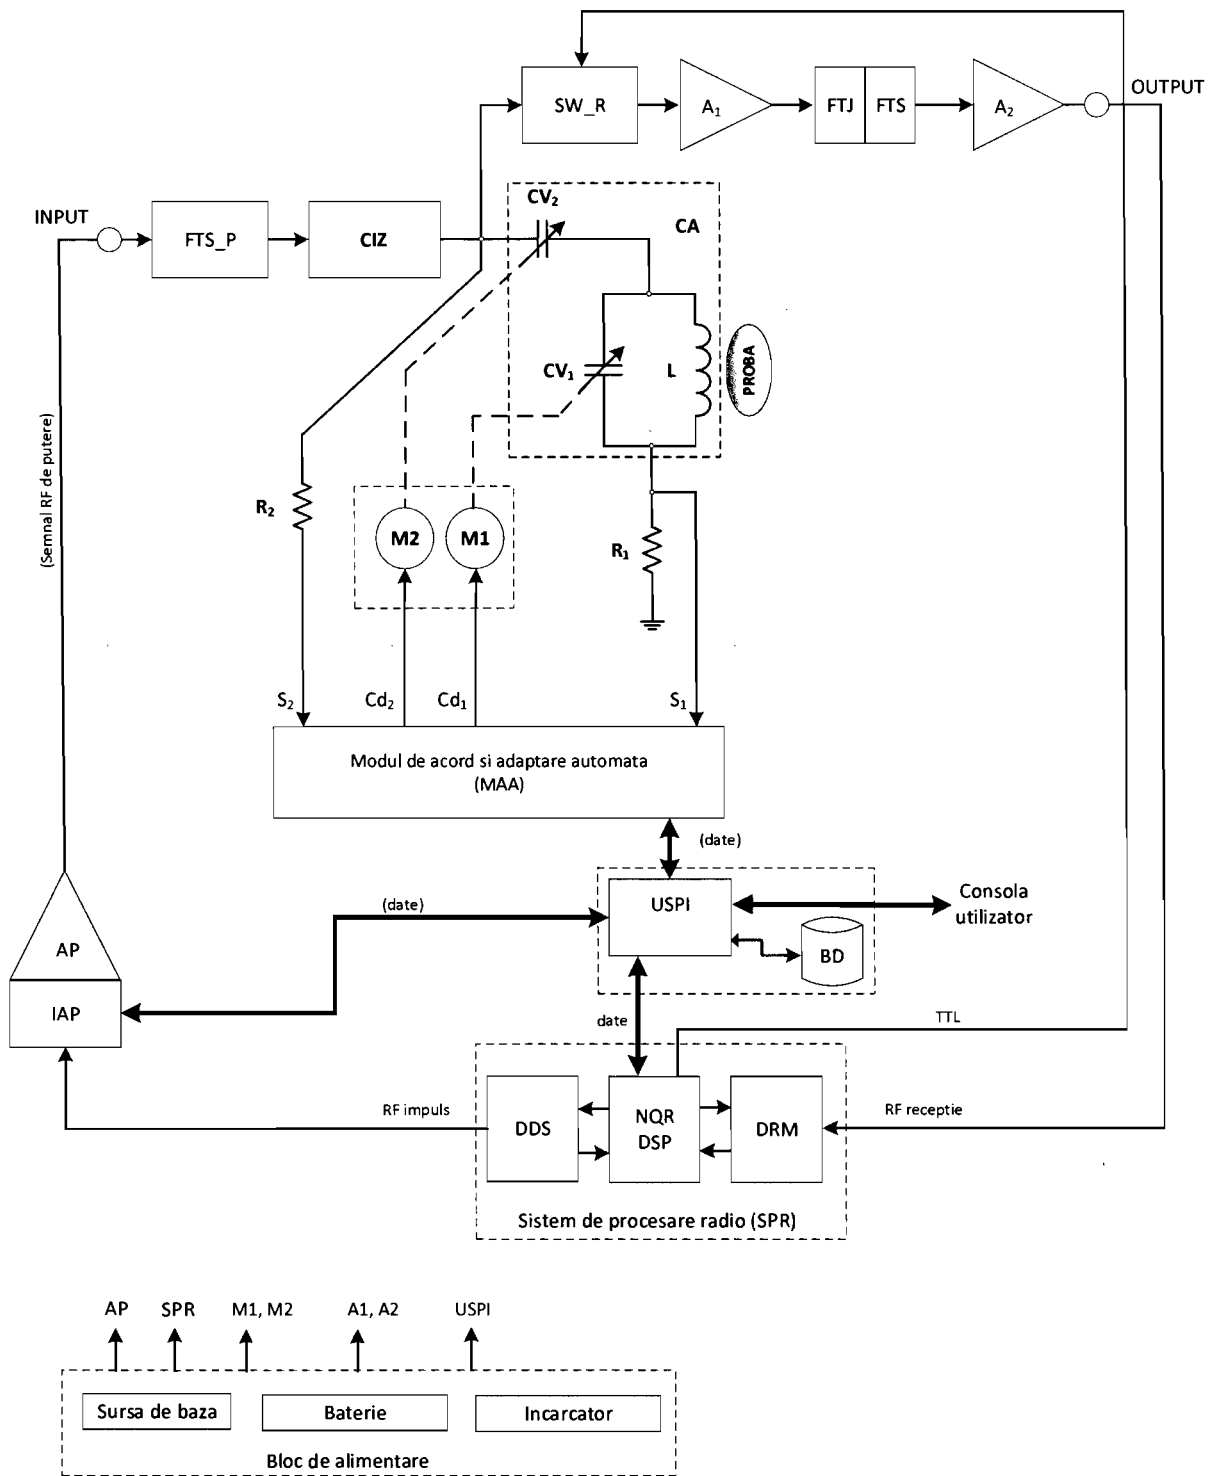 OUTPUT
SW_R
A₁
FTJ
FTS
A₂
INPUT
FTS_P
CIZ
CV₂
CA
CV₁
L
PROBA
(Semnal RF de putere)
R₂
M2
M1
R₁
S₂
Cd₂
Cd₁
S₁
Modul de acord si adaptare automata
(MAA)
(date)
USPI
Consola
utilizator
BD
(date)
AP
IAP
date
TTL
RF impuls
DDS
NQR
DSP
DRM
RF receptie
Sistem de procesare radio (SPR)
AP
SPR
M1, M2
A1, A2
USPI
Sursa de baza
Baterie
Incarcator
Bloc de alimentare